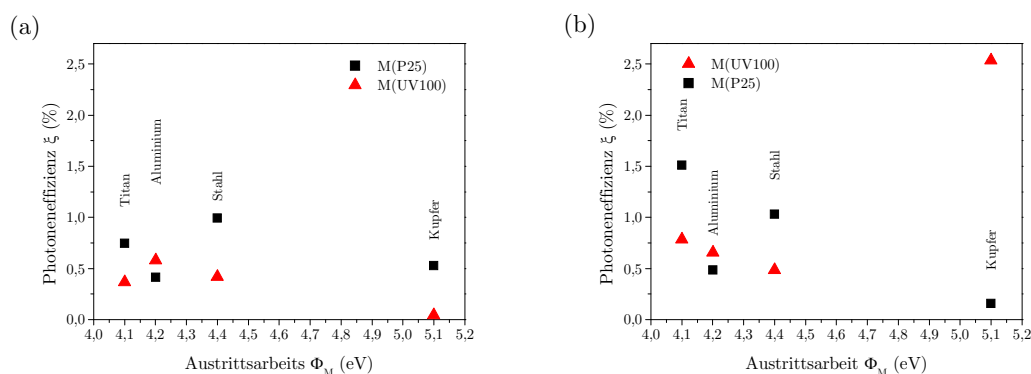 (a)
M(P25)
M(UV100)
2,5
2,0
1,5
1,0
0,5
0,0
Photoneneffizienz ξ (%)
Titan
Aluminium
Stahl
Kupfer
4,0 4,1 4,2 4,3 4,4 4,5 4,6 4,7 4,8 4,9 5,0 5,1 5,2
Austrittsarbeits Φ_M (eV)
(b)
M(UV100)
M(P25)
2,5
2,0
1,5
1,0
0,5
0,0
Photoneneffizienz ξ (%)
Titan
Aluminium
Stahl
Kupfer
4,0 4,1 4,2 4,3 4,4 4,5 4,6 4,7 4,8 4,9 5,0 5,1 5,2
Austrittsarbeit Φ_M (eV)